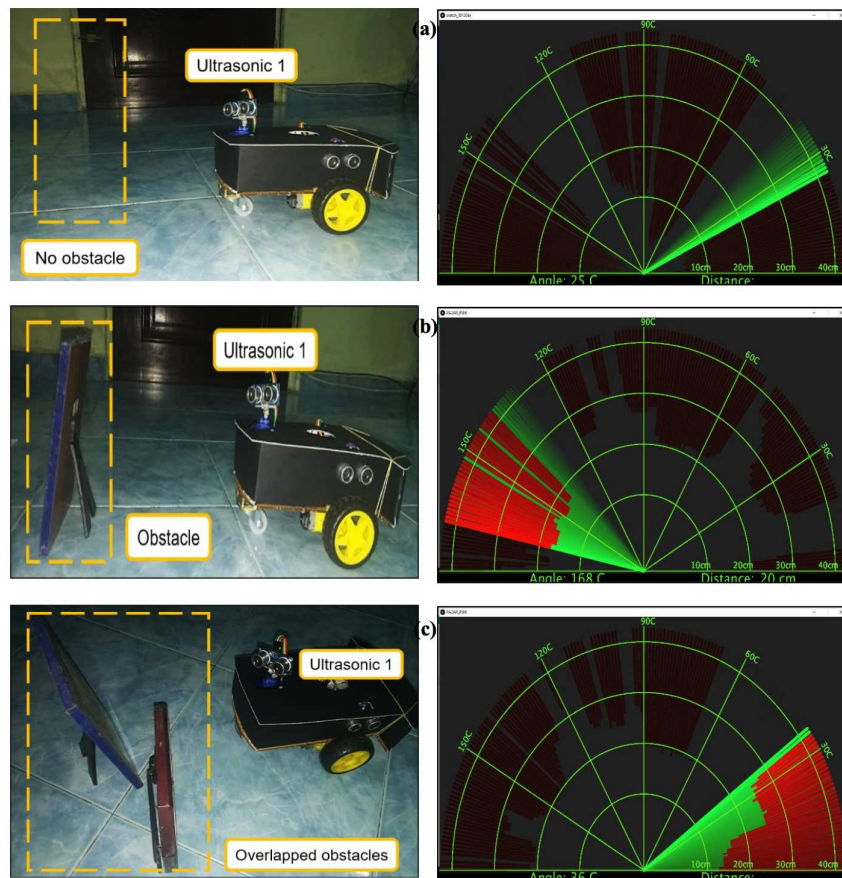 Ultrasonic 1
No obstacle
(a)
90C
120C
60C
150C
30C
10cm
20cm
30cm
40cm
Angle: 25 C
Distance:
Ultrasonic 1
Obstacle
(b)
90C
120C
60C
150C
30C
10cm
20cm
30cm
40cm
Angle: 168 C
Distance: 20 cm
Ultrasonic 1
Overlapped obstacles
(c)
90C
120C
60C
150C
30C
10cm
20cm
30cm
40cm
Angle: 36 C
Distance: